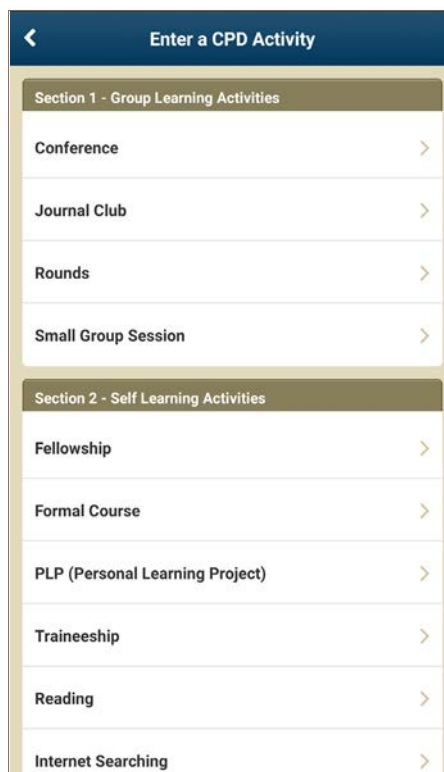 Enter a CPD Activity
Section 1 - Group Learning Activities
Conference
Journal Club
Rounds
Small Group Session
Section 2 - Self Learning Activities
Fellowship
Formal Course
PLP (Personal Learning Project)
Traineeship
Reading
Internet Searching